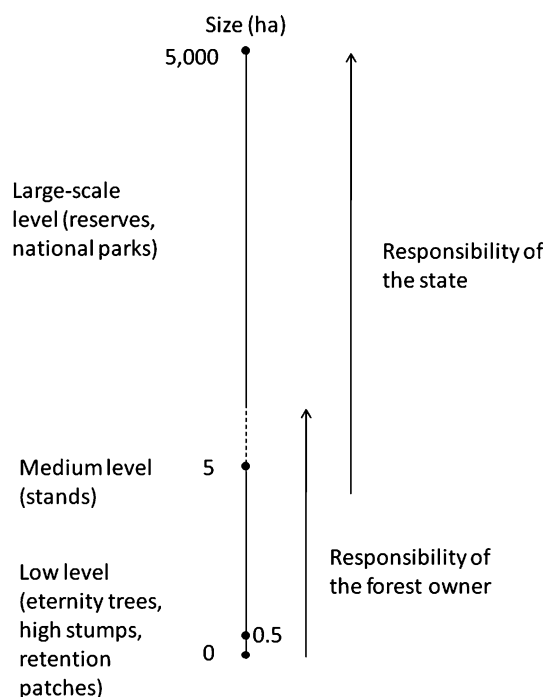 Size (ha)
5,000
Large-scale
level (reserves,
national parks)
Responsibility of
the state
Medium level
(stands)
5
Responsibility of
the forest owner
Low level
(eternity trees,
high stumps,
retention
patches)
0.5
0